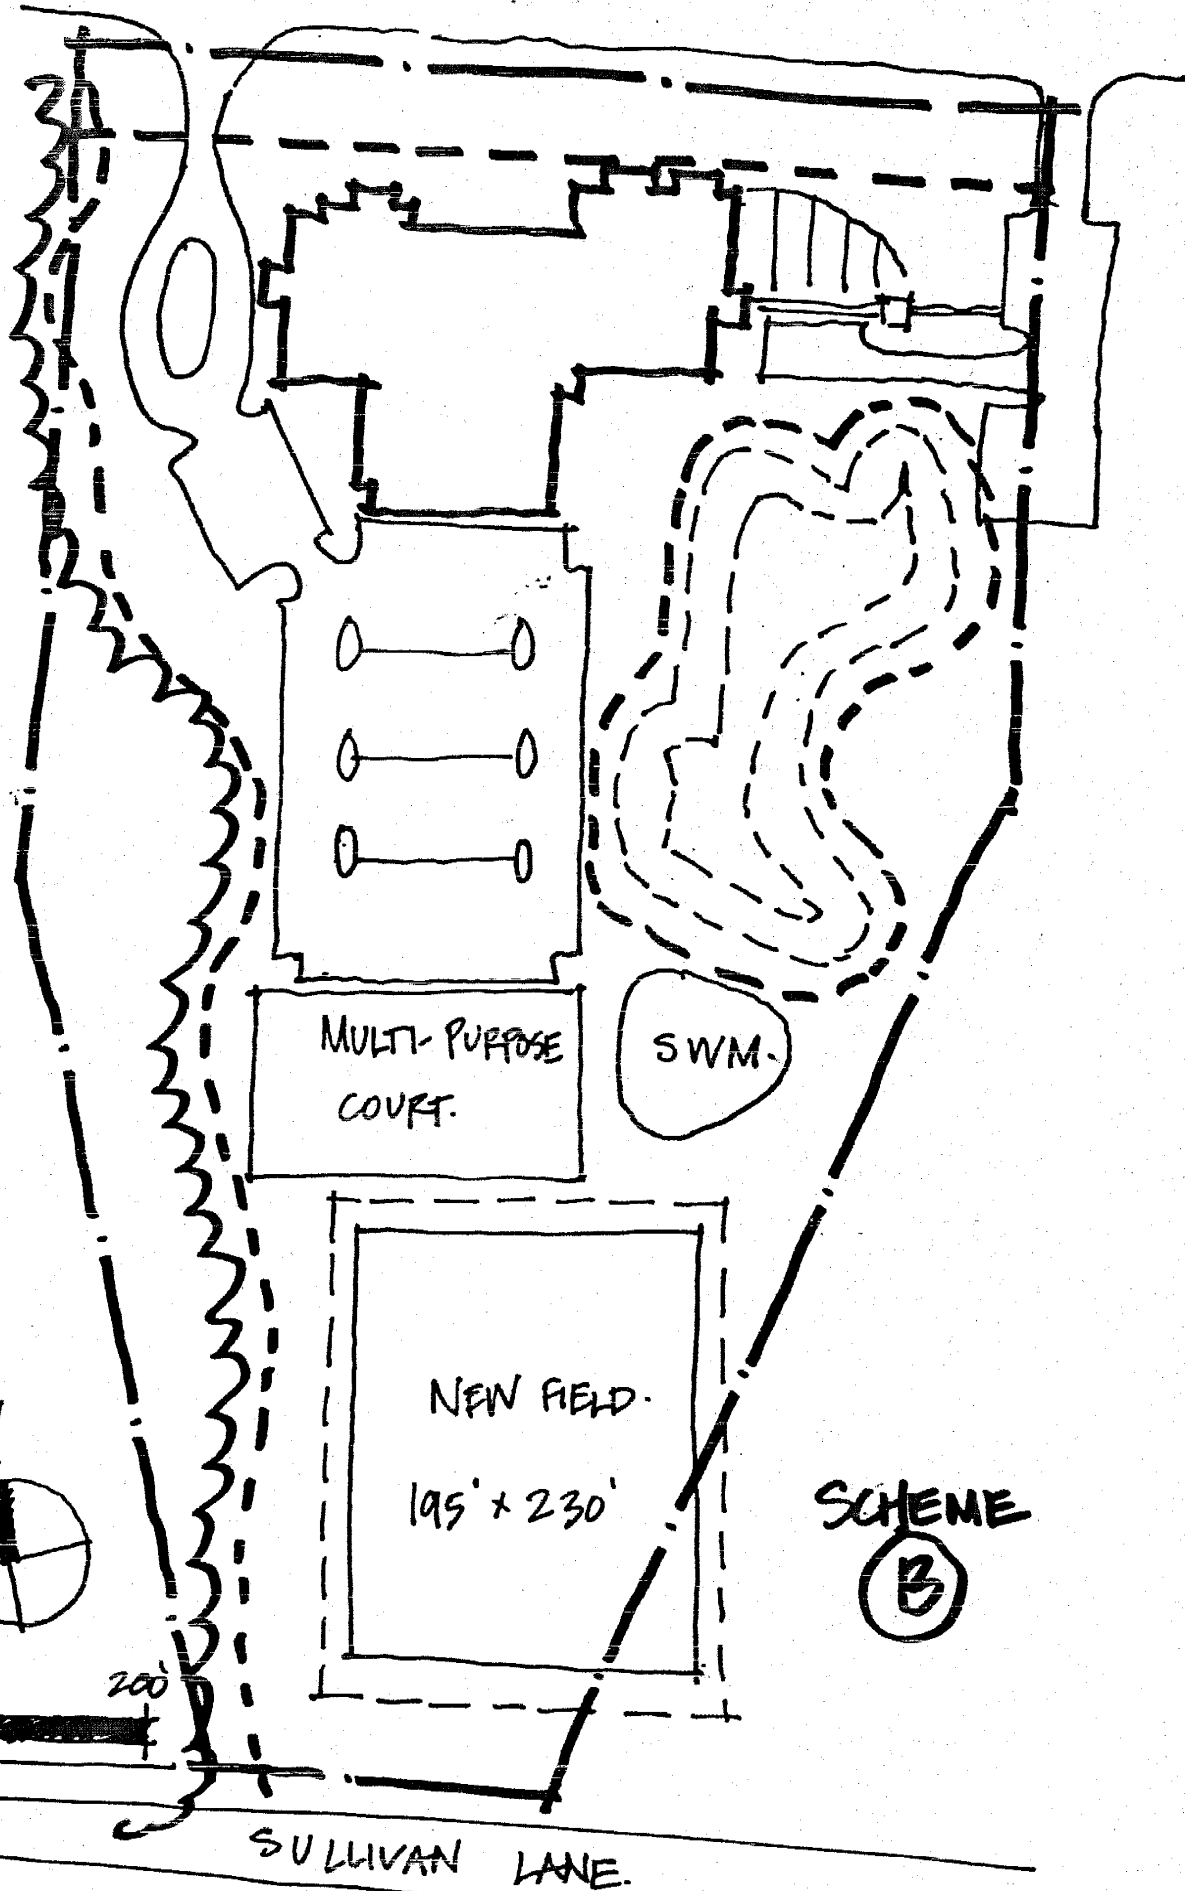 MULTI-PURPOSE
COURT.
SWM.
NEW FIELD.
195' x 230'
SCHEME
B
200'
SULLIVAN LANE.